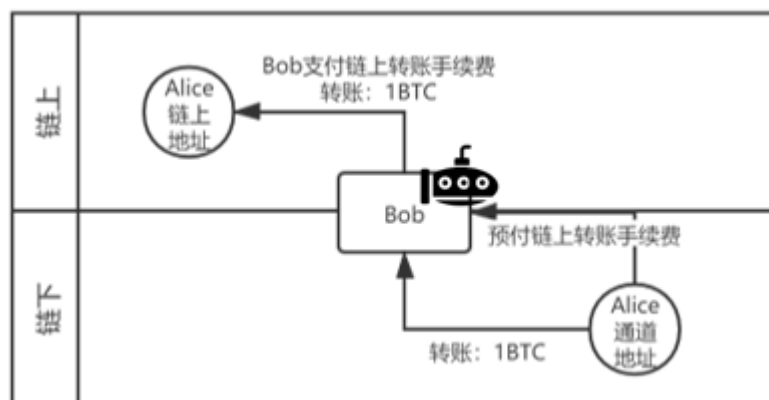 链上
Alice
链上
地址
Bob支付链上转账手续费
转账：1BTC
Bob
链下
预付链上转账手续费
Alice
通道
地址
转账：1BTC